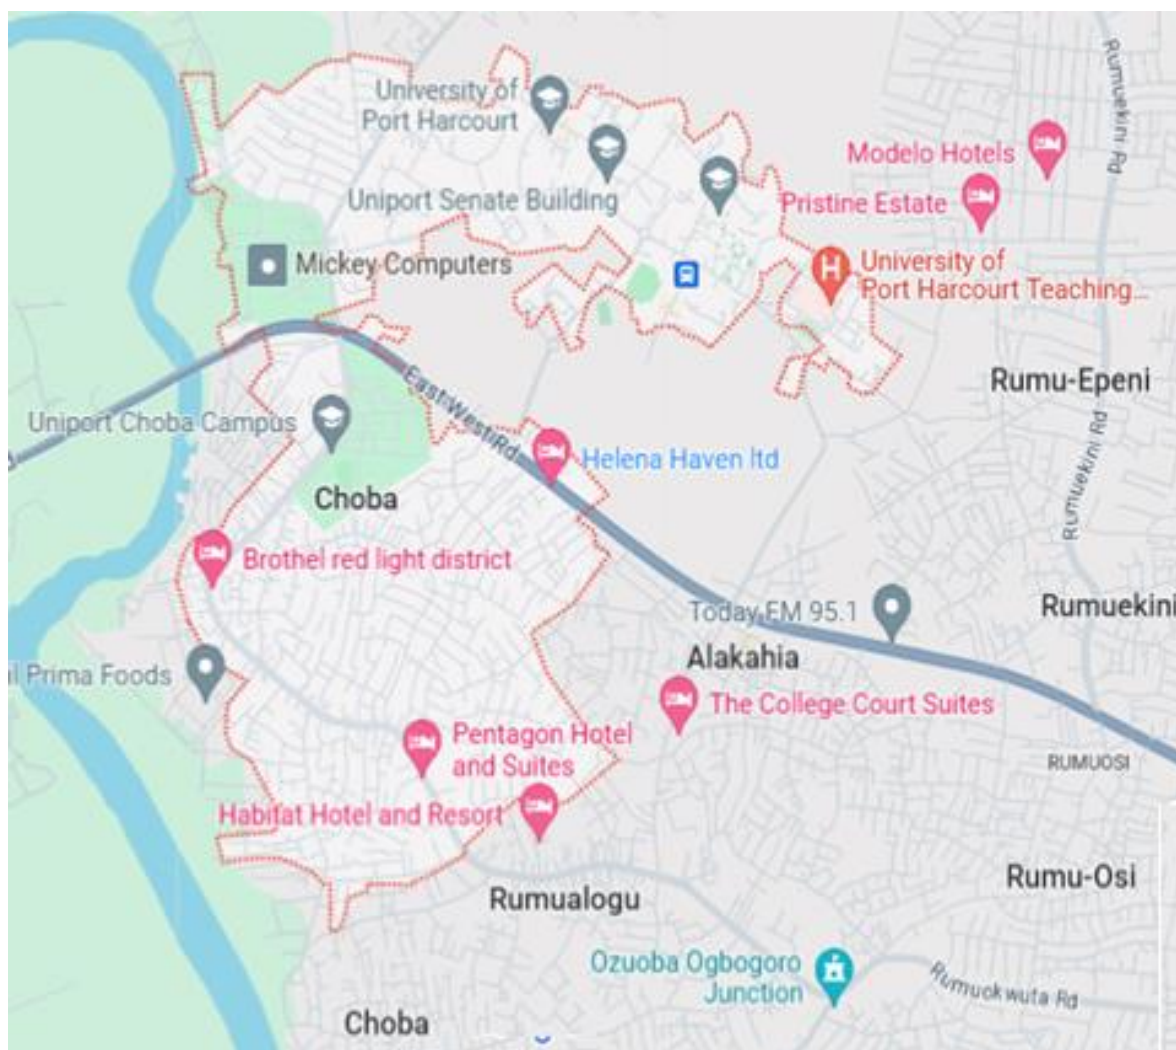 University of
Port Harcourt
Uniport Senate Building
Rumuekini Rd
Modelo Hotels
Pristine Estate
Mickey Computers
H
University of
Port Harcourt Teaching...
Rumu-Epeni
East West Rd
Uniport Choba Campus
Helena Haven ltd
Rumuekini Rd
Choba
Brothel red light district
Today FM 95.1
Rumuekini
Alakahia
il Prima Foods
The College Court Suites
Pentagon Hotel
and Suites
RUMUOSI
Habitat Hotel and Resort
Rumu-Osi
Rumualogu
Ozuoba Ogbogoro
Junction
Rumuokwuta Rd
Choba